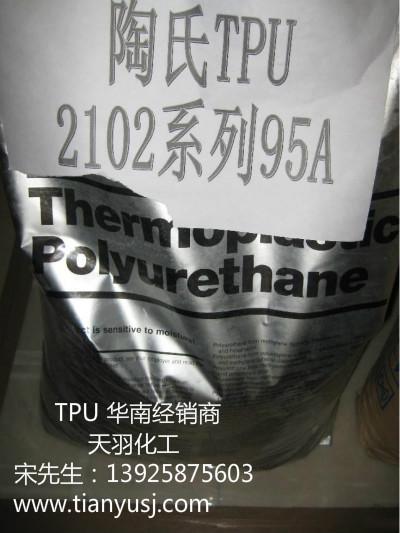 陶氏TPU
2102系列95A
Thermoplastic
Polyurethane
is sensitive to moisture
TPU 华南经销商
天羽化工
宋先生：13925875603
www.tianyusj.com